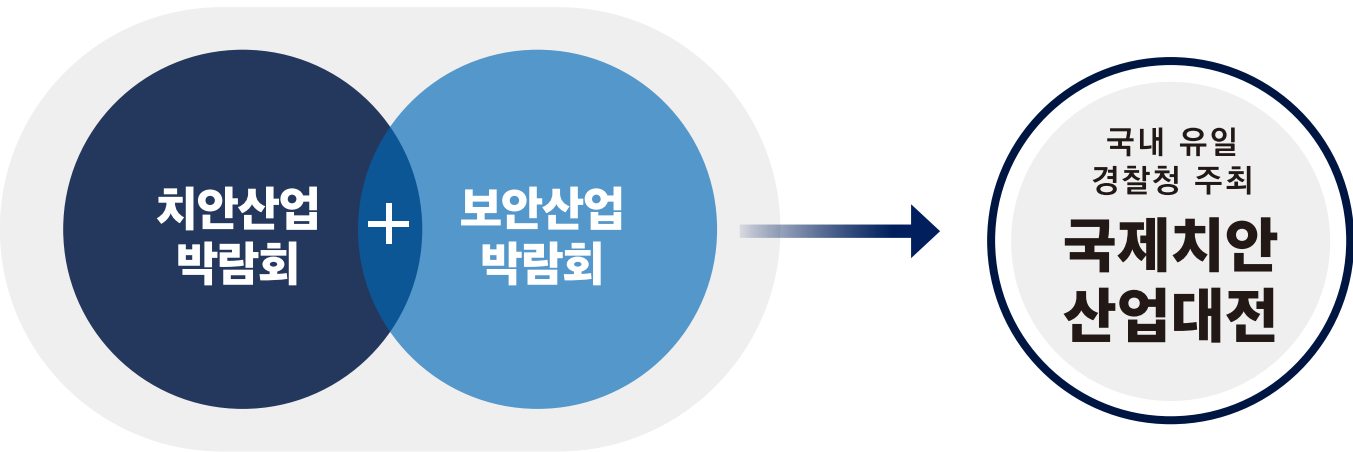 치안산업
박람회
+
보안산업
박람회
국내 유일
경찰청 주최
국제치안
산업대전